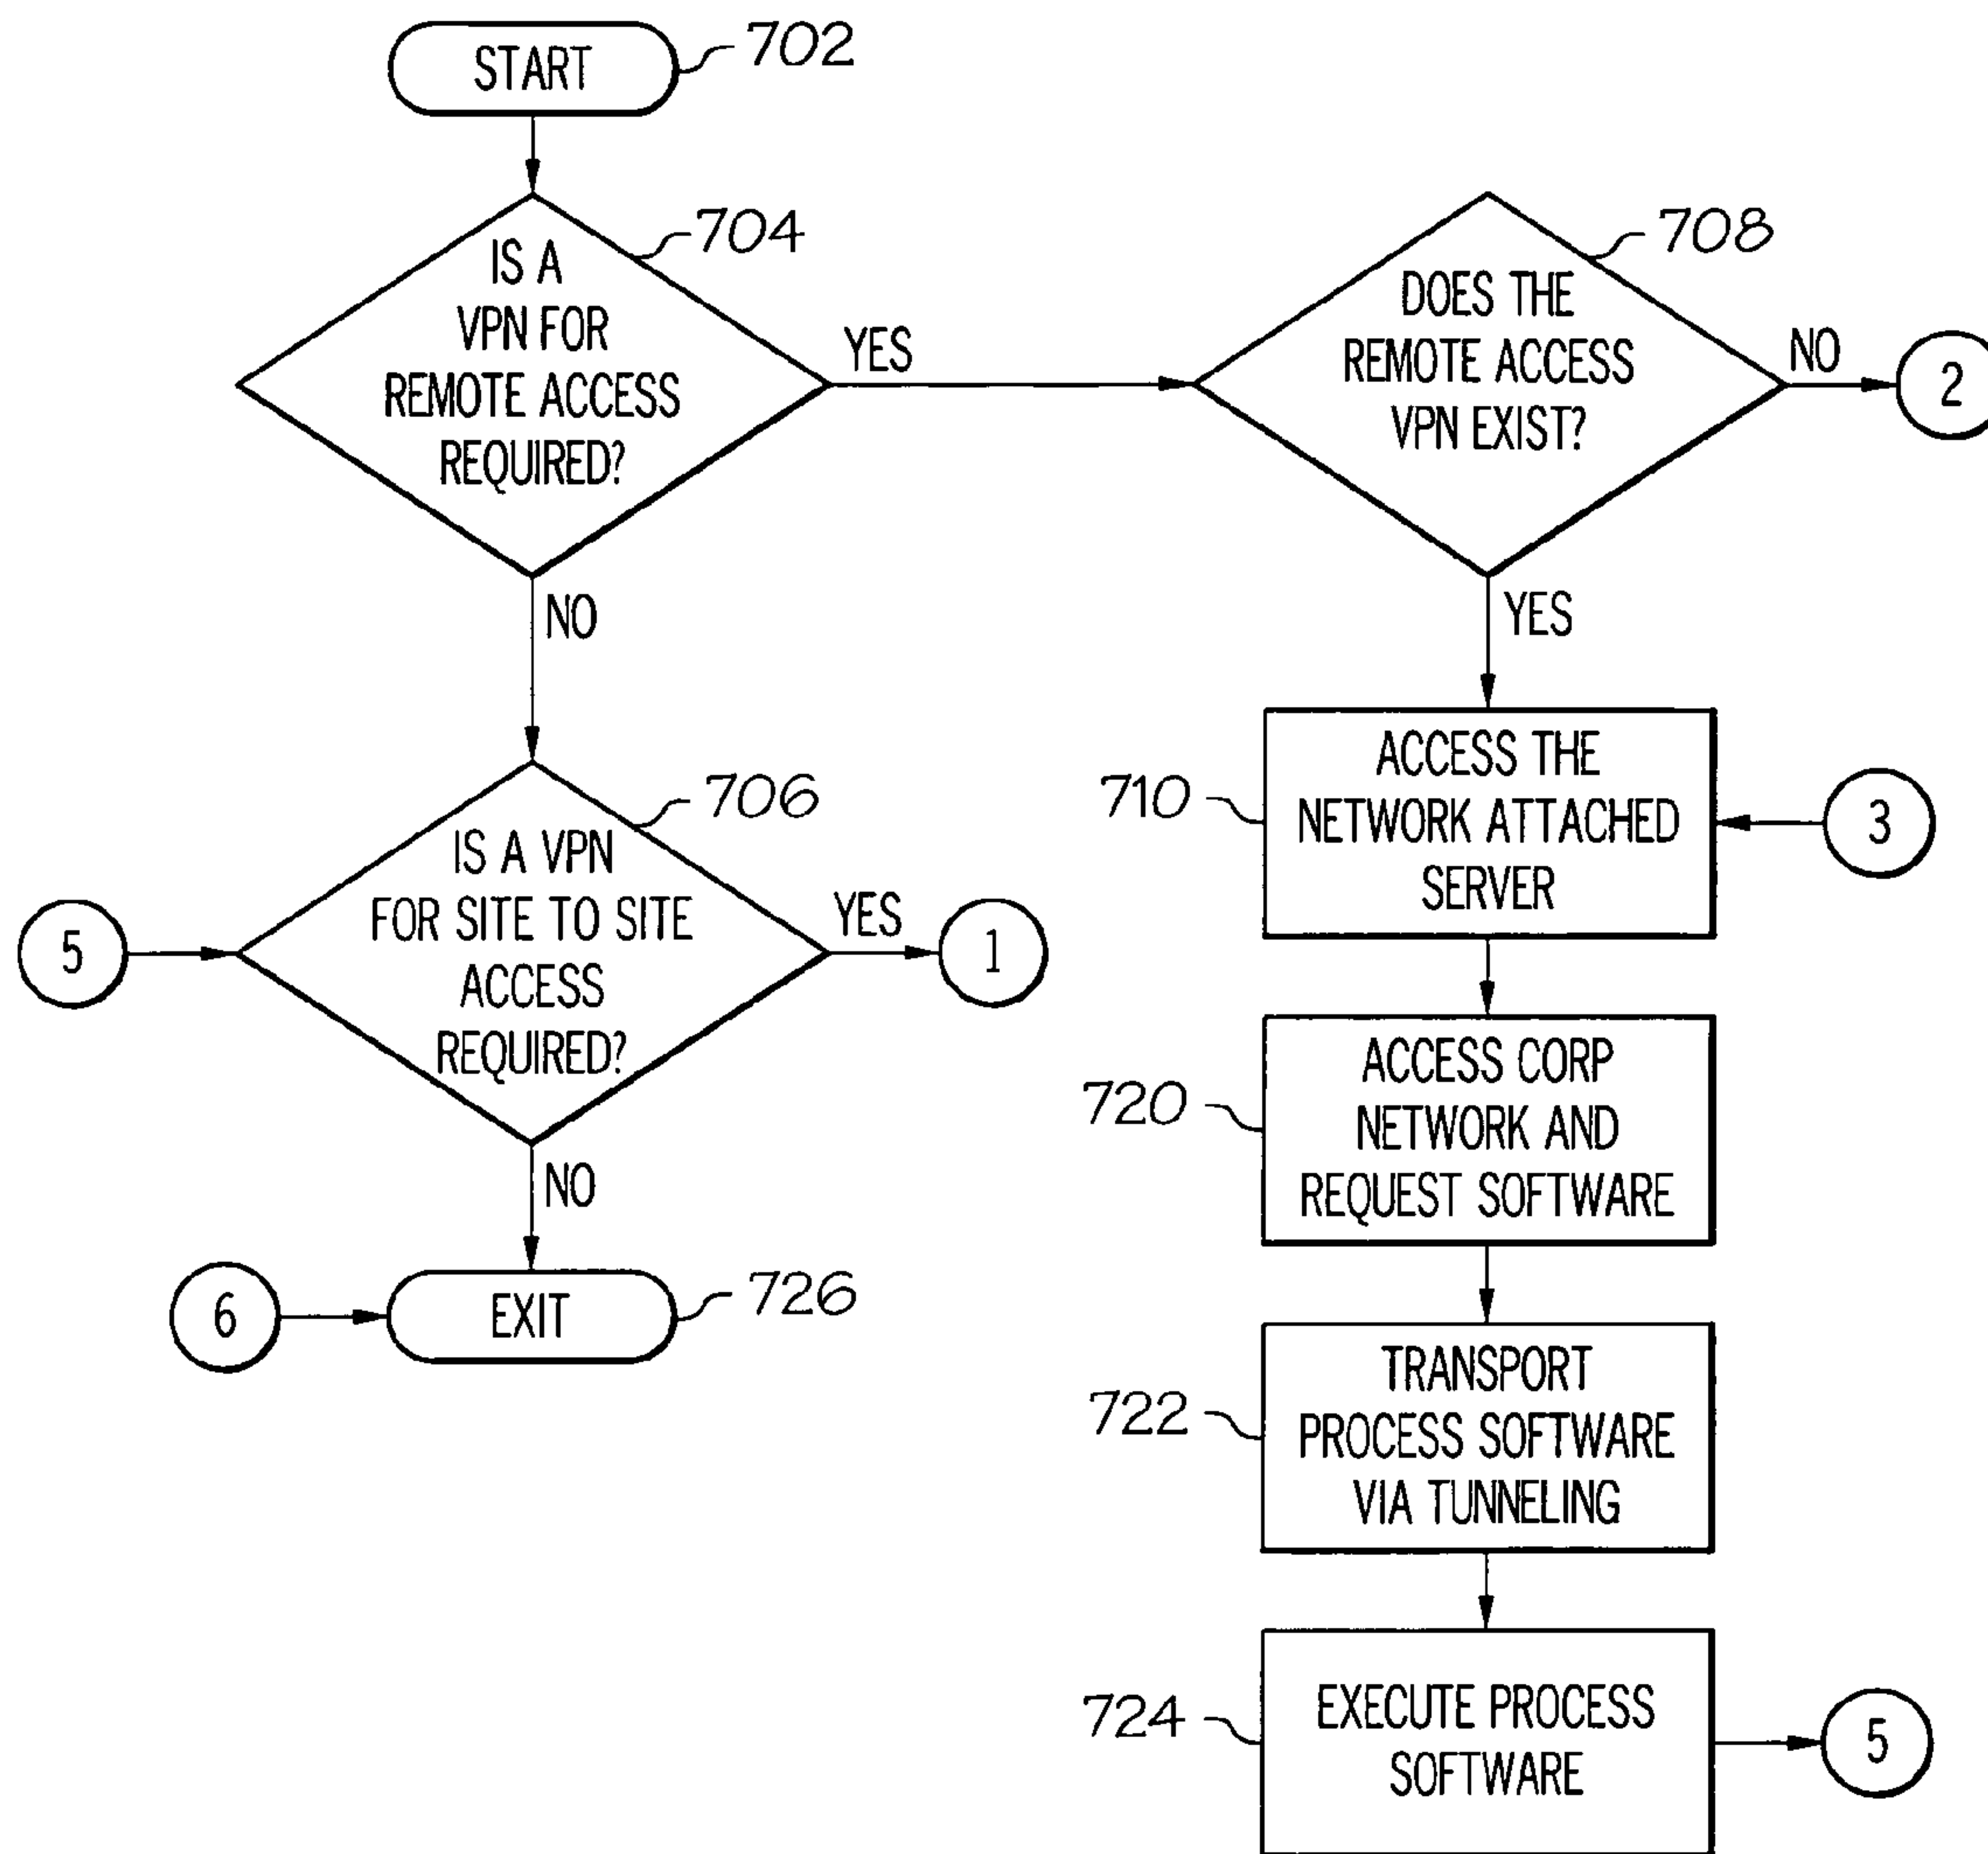 START
702
IS A
VPN FOR
REMOTE ACCESS
REQUIRED?
704
YES
NO
DOES THE
REMOTE ACCESS
VPN EXIST?
708
NO
2
YES
IS A VPN
FOR SITE TO SITE
ACCESS
REQUIRED?
706
5
YES
1
NO
6
EXIT
726
710
ACCESS THE
NETWORK ATTACHED
SERVER
3
720
ACCESS CORP
NETWORK AND
REQUEST SOFTWARE
722
TRANSPORT
PROCESS SOFTWARE
VIA TUNNELING
724
EXECUTE PROCESS
SOFTWARE
5